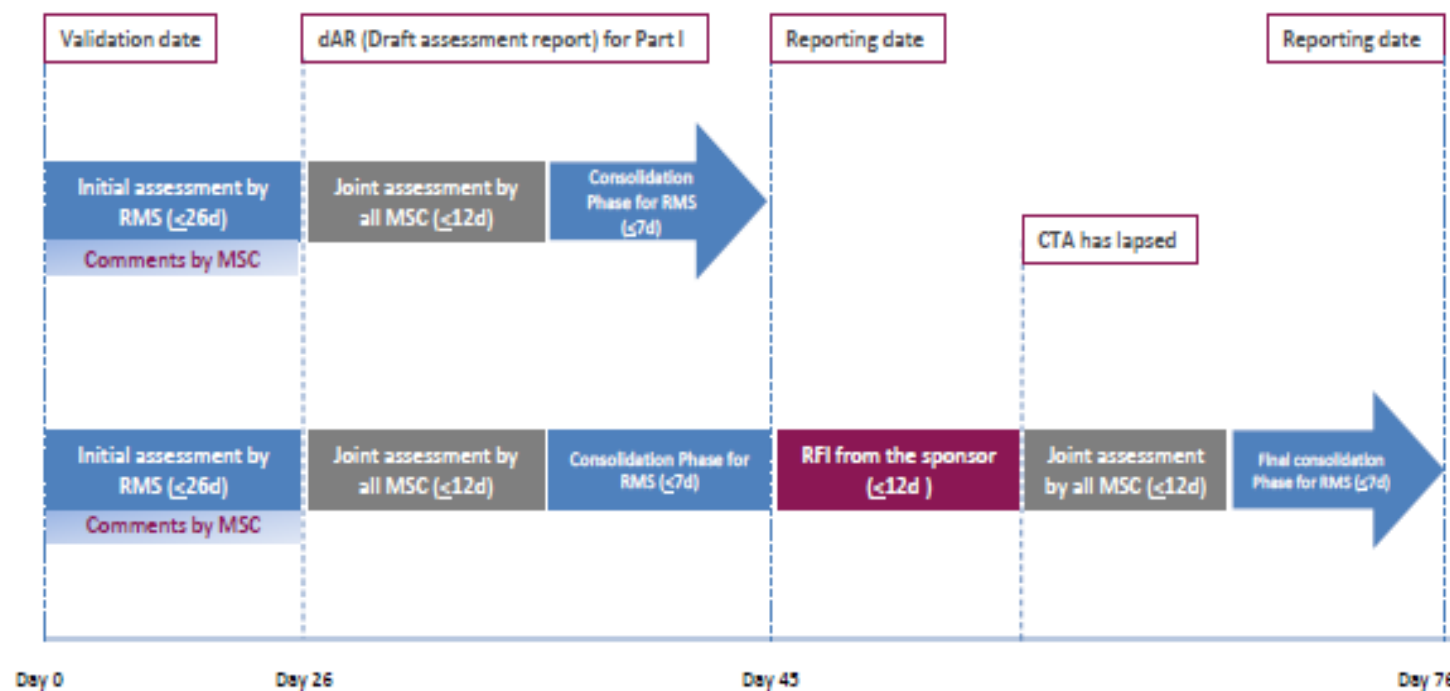 Validation date
dAR (Draft assessment report) for Part I
Reporting date
Reporting date
Initial assessment by
RMS (≤26d)
Comments by MSC
Joint assessment by
all MSC (≤12d)
Consolidation
Phase for RMS
(≤7d)
CTA has lapsed
Initial assessment by
RMS (≤26d)
Comments by MSC
Joint assessment by
all MSC (≤12d)
Consolidation Phase for
RMS (≤7d)
RFI from the sponsor
(≤12d )
Joint assessment
by all MSC (≤12d)
Final consolidation
Phase for RMS (≤7d)
Day 0
Day 26
Day 45
Day 76